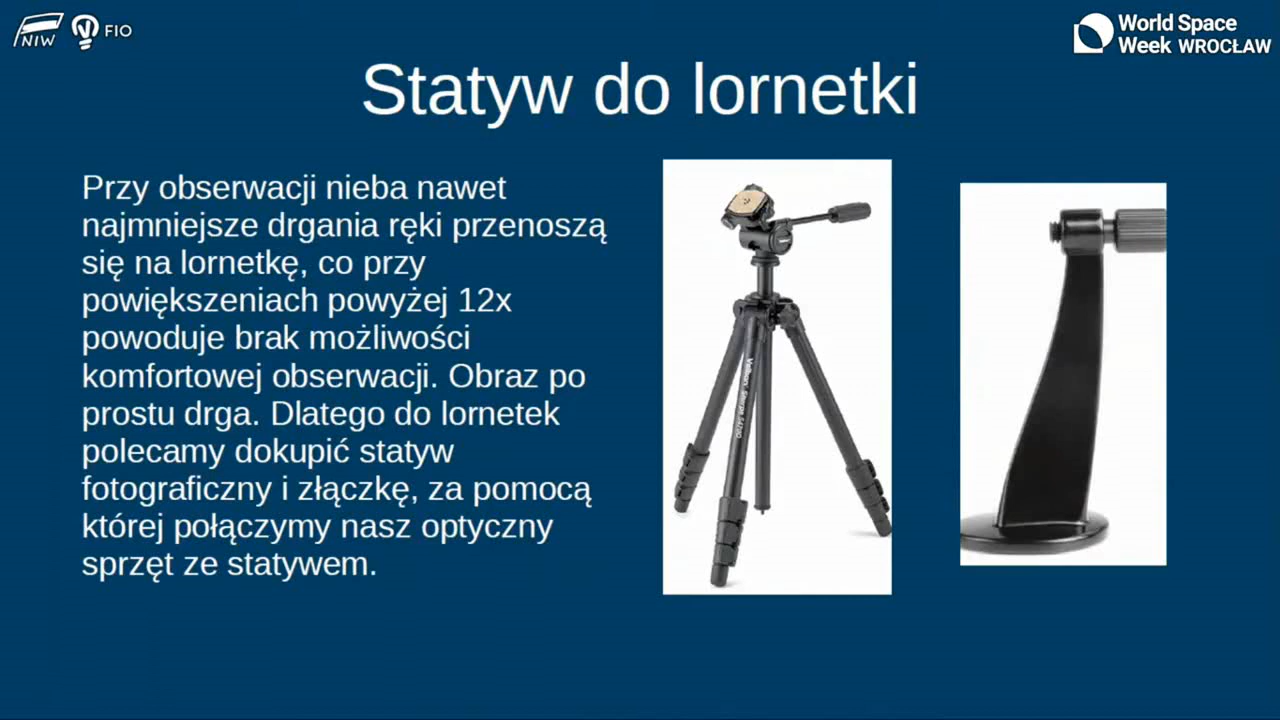 NIW FIO
World Space
Week WROCŁAW
Statyw do lornetki
Przy obserwacji nieba nawet
najmniejsze drgania ręki przenoszą
się na lornetkę, co przy
powiększeniach powyżej 12x
powoduje brak możliwości
komfortowej obserwacji. Obraz po
prostu drga. Dlatego do lornetek
polecamy dokupić statyw
fotograficzny i złączkę, za pomocą
której połączymy nasz optyczny
sprzęt ze statywem.
Velbon